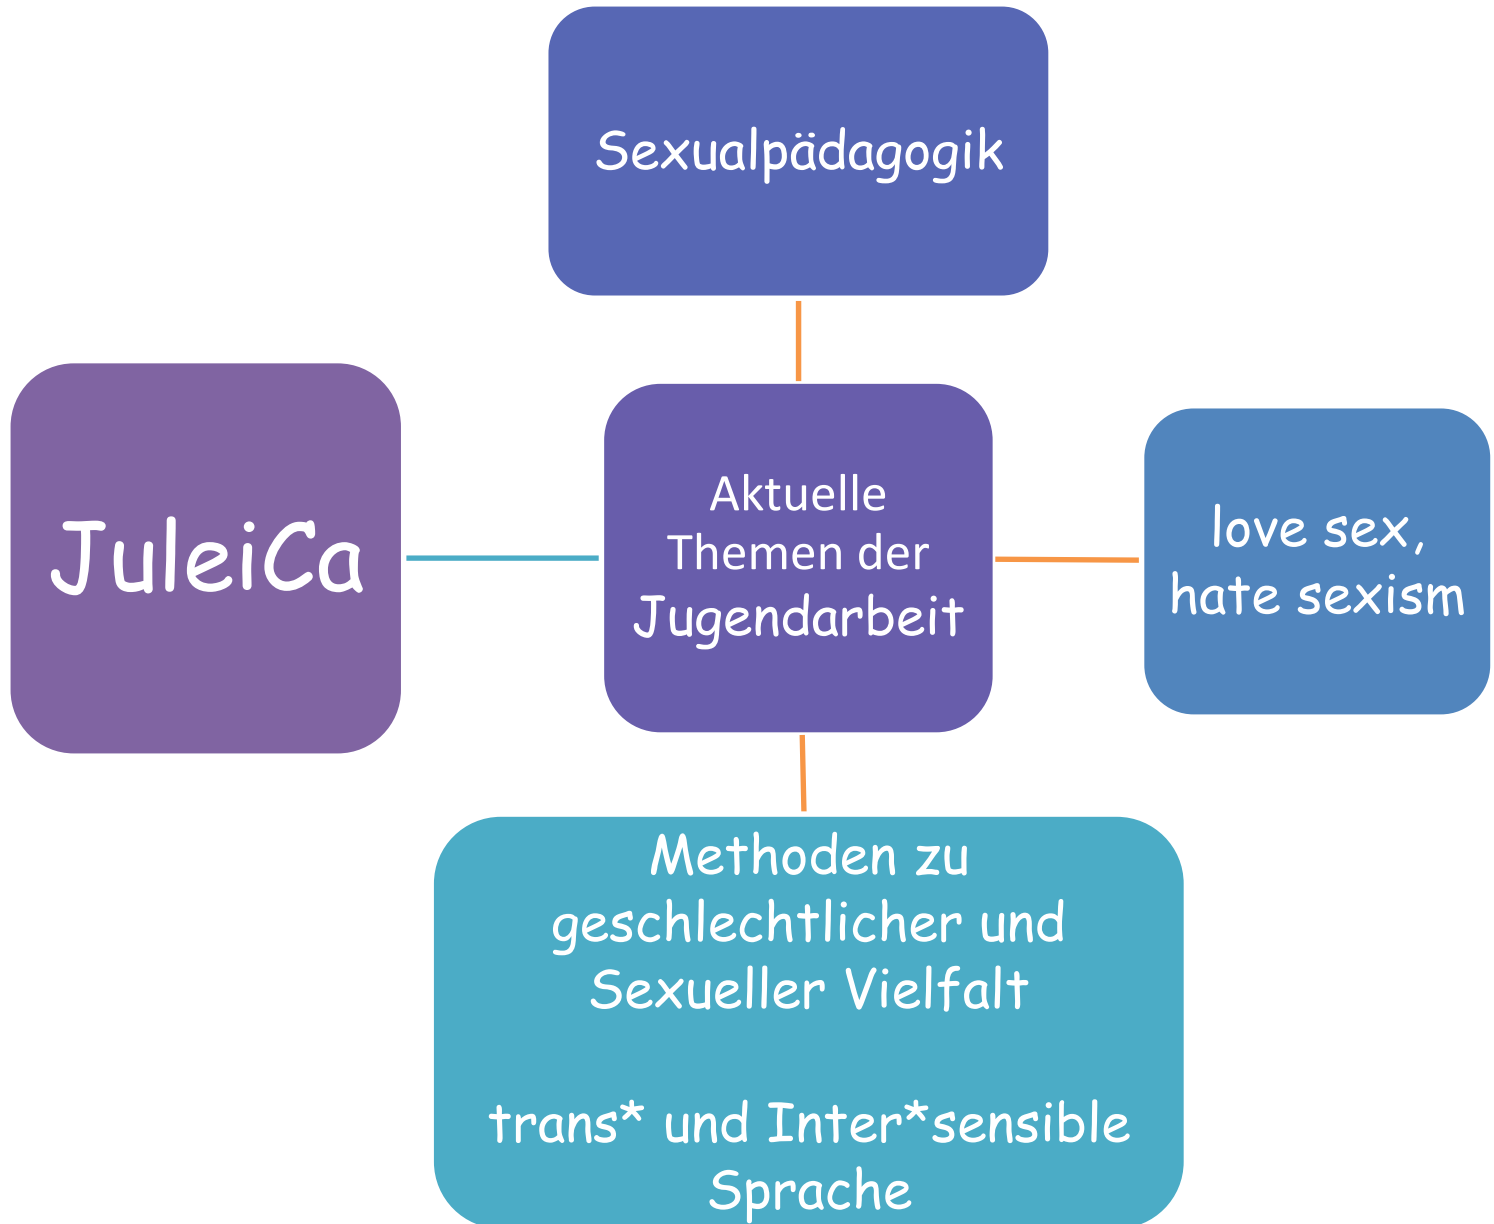 Sexualpädagogik
JuleiCa
Aktuelle
Themen der
Jugendarbeit
love sex,
hate sexism
Methoden zu
geschlechtlicher und
Sexueller Vielfalt
trans* und Inter*sensible
Sprache